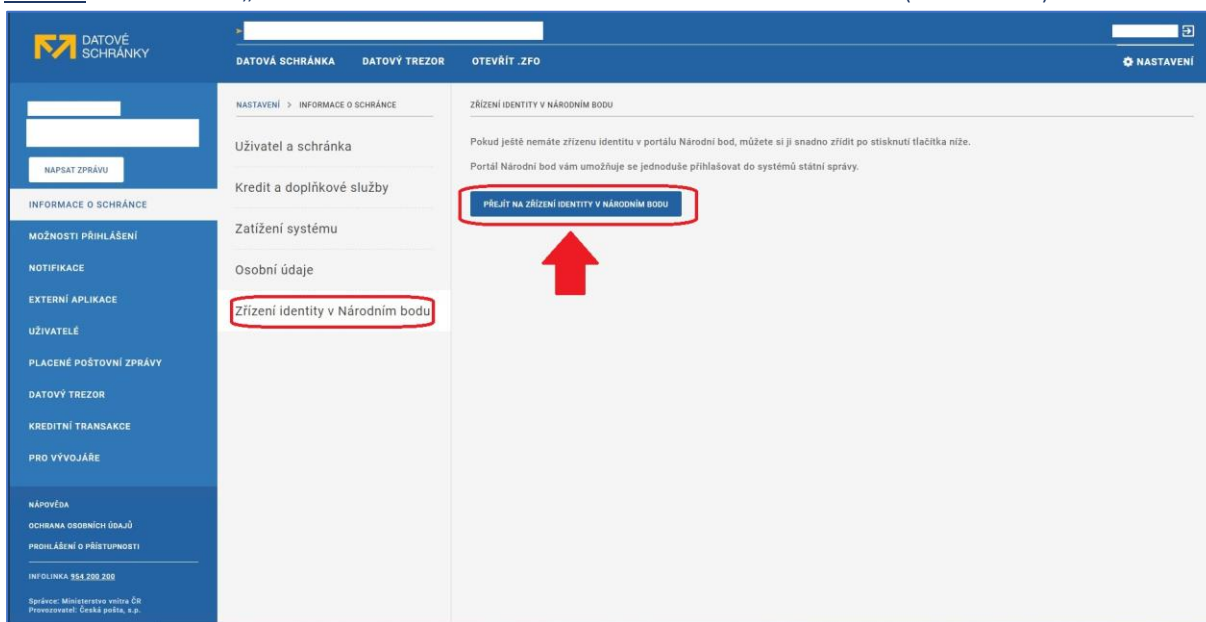 DATOVÉ
SCHRÁNKY
DATOVÁ SCHRÁNKA DATOVÝ TREZOR OTEVŘÍT .ZFO
NASTAVENÍ
NAPSAT ZPRÁVU
INFORMACE O SCHRÁNCE
MOŽNOSTI PŘIHLÁŠENÍ
NOTIFIKACE
EXTERNÍ APLIKACE
UŽIVATELÉ
PLACENÉ POŠTOVNÍ ZPRÁVY
DATOVÝ TREZOR
KREDITNÍ TRANSAKCE
PRO VÝVOJÁŘE
NÁPOVĚDA
OCHRANA OSOBNÍCH ÚDAJŮ
PROHLÁŠENÍ O PŘÍSTUPNOSTI
INFOLINKA 954 200 200
Správce: Ministerstvo vnitra ČR
Provozovatel: Česká pošta, s.p.
NASTAVENÍ > INFORMACE O SCHRÁNCE
Uživatel a schránka
Kredit a doplňkové služby
Zatížení systému
Osobní údaje
Zřízení identity v Národním bodu
ZŘÍZENÍ IDENTITY V NÁRODNÍM BODU
Pokud ještě nemáte zřízenu identitu v portálu Národní bod, můžete si ji snadno zřídit po stisknutí tlačítka níže.
Portál Národní bod vám umožňuje se jednoduše přihlašovat do systémů státní správy.
PŘEJÍT NA ZŘÍZENÍ IDENTITY V NÁRODNÍM BODU